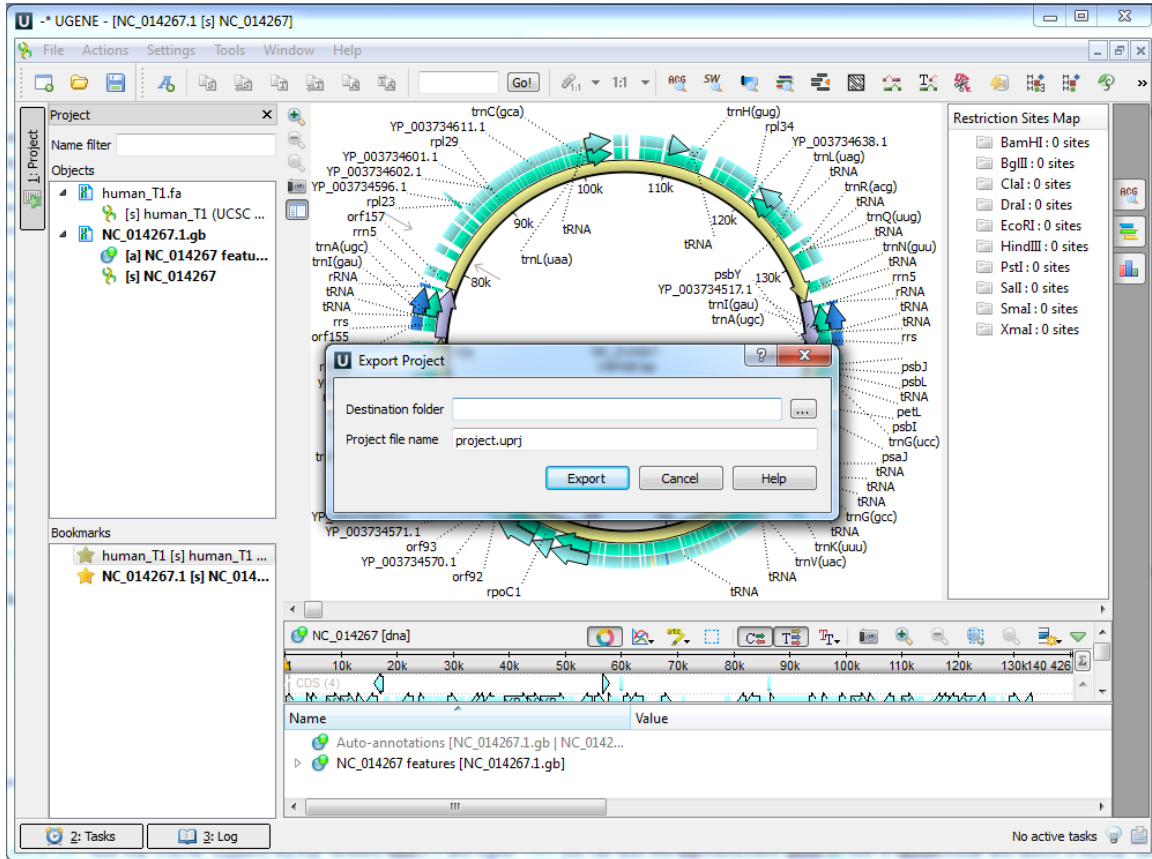 -* UGENE - [NC_014267.1 [s] NC_014267]
File Actions Settings Tools Window Help
Go! 1:1
1: Project
Project
Name filter
Objects
human_T1.fa
[s] human_T1 (UCSC ...
NC_014267.1.gb
[a] NC_014267 featu...
[s] NC_014267
Bookmarks
human_T1 [s] human_T1 ...
NC_014267.1 [s] NC_014...
trnC(gca)
YP_003734611.1
rpl29
YP_003734601.1
YP_003734602.1
YP_003734596.1
rpl23
orf157
rrn5
trnA(ugc)
trnI(gau)
rRNA
tRNA
tRNA
rrs
orf155
trnH(gug)
rpl34
YP_003734638.1
trnL(uag)
tRNA
trnR(acg)
tRNA
trnQ(uug)
tRNA
trnN(guu)
tRNA
rrn5
rRNA
tRNA
tRNA
rrs
80k
90k
100k
110k
120k
130k
tRNA
tRNA
trnL(uaa)
psbY
YP_003734517.1
trnI(gau)
trnA(ugc)
psbJ
psbL
tRNA
petL
psbI
trnG(ucc)
psaJ
tRNA
tRNA
tRNA
trnG(gcc)
tRNA
trnK(uuu)
trnV(uac)
tRNA
tRNA
YP_003734571.1
orf93
YP_003734570.1
orf92
rpoC1
Restriction Sites Map
BamHI : 0 sites
BglII : 0 sites
ClaI : 0 sites
DraI : 0 sites
EcoRI : 0 sites
HindIII : 0 sites
PstI : 0 sites
SalI : 0 sites
SmaI : 0 sites
XmaI : 0 sites
Export Project
Destination folder
...
Project file name project.uprj
Export Cancel Help
NC_014267 [dna]
1 10k 20k 30k 40k 50k 60k 70k 80k 90k 100k 110k 120k 130k 140 426
CDS (4)
Name Value
Auto-annotations [NC_014267.1.gb | NC_0142...
NC_014267 features [NC_014267.1.gb]
2: Tasks 3: Log No active tasks